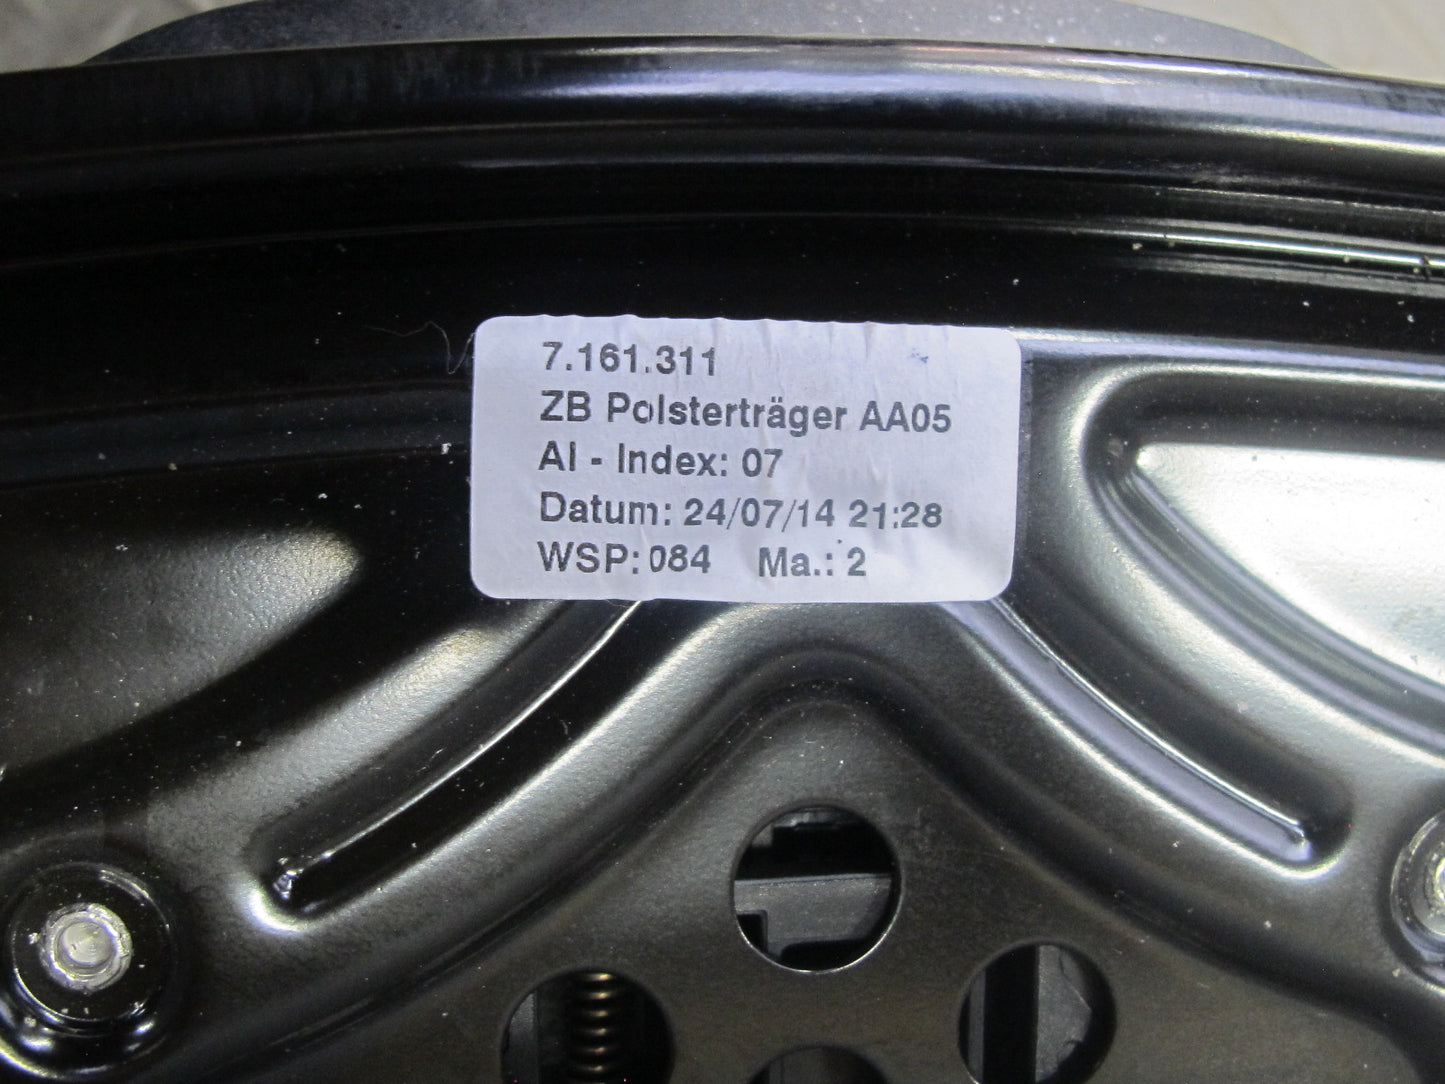 7.161.311
ZB Polsterträger AA05
AI - Index: 07
Datum: 24/07/14 21:28
WSP: 084 Ma.: 2